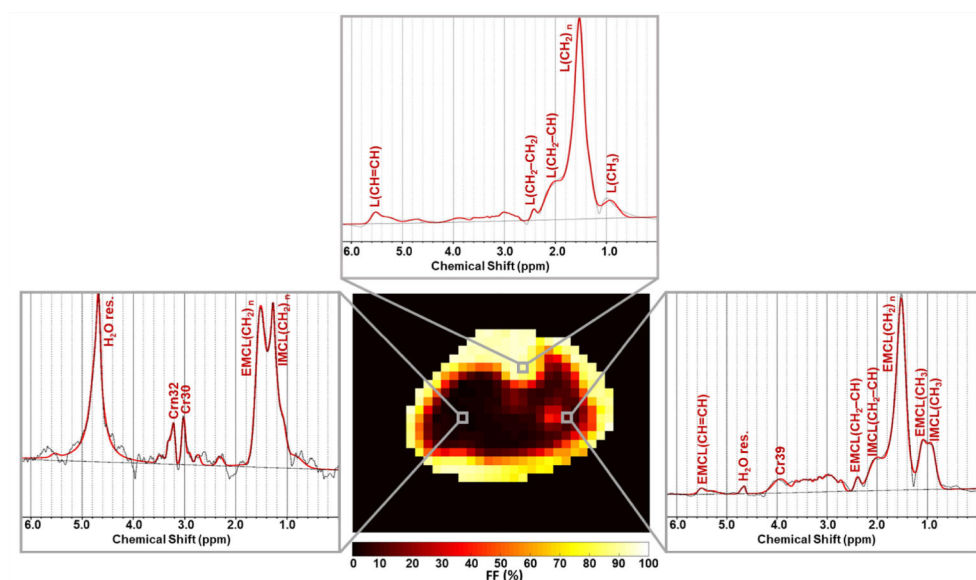 L(CH=CH)
L(CH₂–CH₂)
L(CH₂–CH)
L(CH₂)n
L(CH₃)
6.0 5.0 4.0 3.0 2.0 1.0
Chemical Shift (ppm)
H₂O res.
Crn32
Cr30
EMCL(CH₂)n
IMCL(CH₂)n
6.0 5.0 4.0 3.0 2.0 1.0
Chemical Shift (ppm)
EMCL(CH=CH)
H₂O res.
Cr39
EMCL(CH₂–CH₂)
IMCL(CH₂–CH)
EMCL(CH₂)n
EMCL(CH₃)
IMCL(CH₃)
6.0 5.0 4.0 3.0 2.0 1.0
Chemical Shift (ppm)
0 10 20 30 40 50 60 70 80 90 100
FF (%)